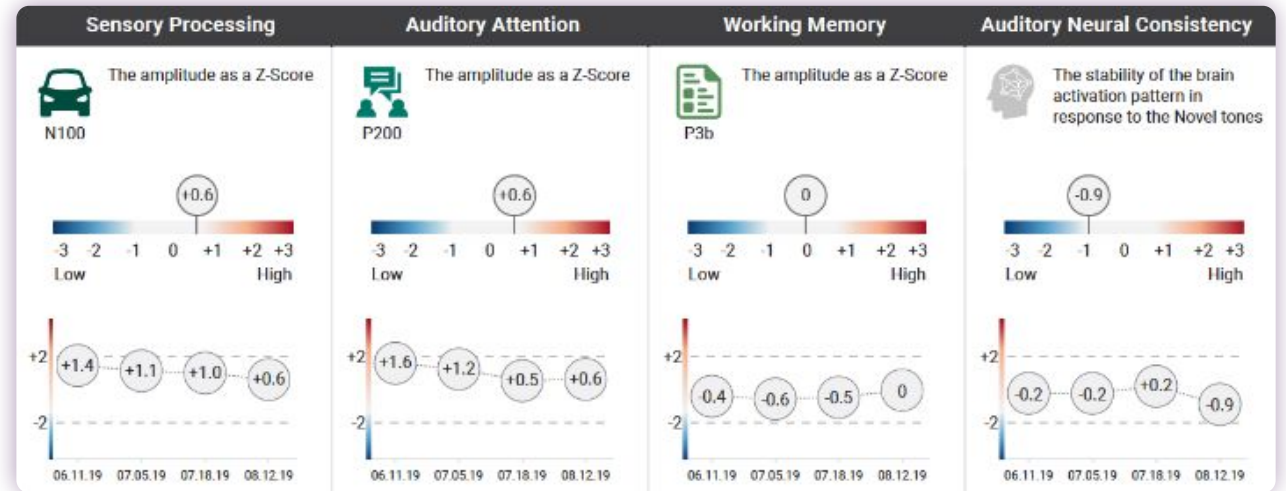 Sensory Processing
The amplitude as a Z-Score
N100
+0.6
-3 -2 -1 0 +1 +2 +3
Low High
+2
-2
+1.4 +1.1 +1.0 +0.6
06.11.19 07.05.19 07.18.19 08.12.19
Auditory Attention
The amplitude as a Z-Score
P200
+0.6
-3 -2 -1 0 +1 +2 +3
Low High
+2
-2
+1.6 +1.2 +0.5 +0.6
06.11.19 07.05.19 07.18.19 08.12.19
Working Memory
The amplitude as a Z-Score
P3b
0
-3 -2 -1 0 +1 +2 +3
Low High
+2
-2
-0.4 -0.6 -0.5 0
06.11.19 07.05.19 07.18.19 08.12.19
Auditory Neural Consistency
The stability of the brain
activation pattern in
response to the Novel tones
-0.9
-3 -2 -1 0 +1 +2 +3
Low High
+2
-2
-0.2 -0.2 +0.2 -0.9
06.11.19 07.05.19 07.18.19 08.12.19